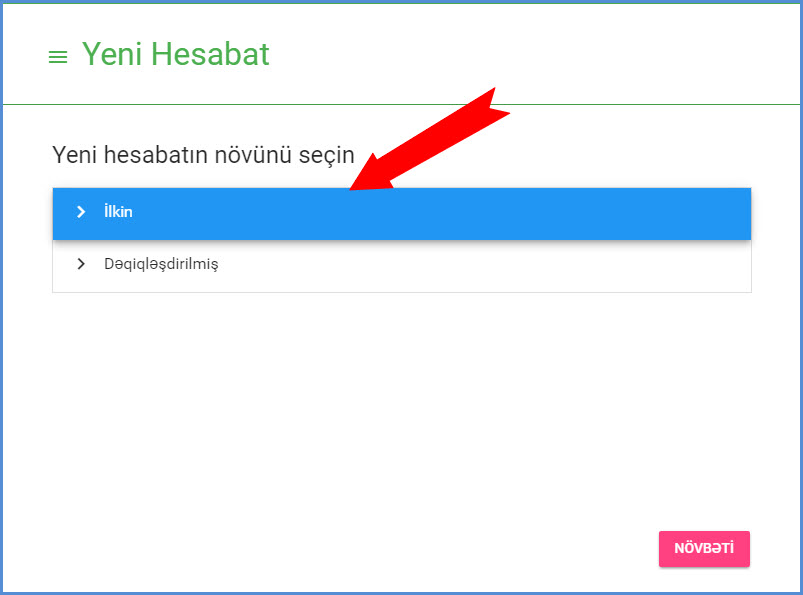 Yeni Hesabat
Yeni hesabatın növünü seçin
İlkin
Dəqiqləşdirilmiş
NÖVBƏTİ